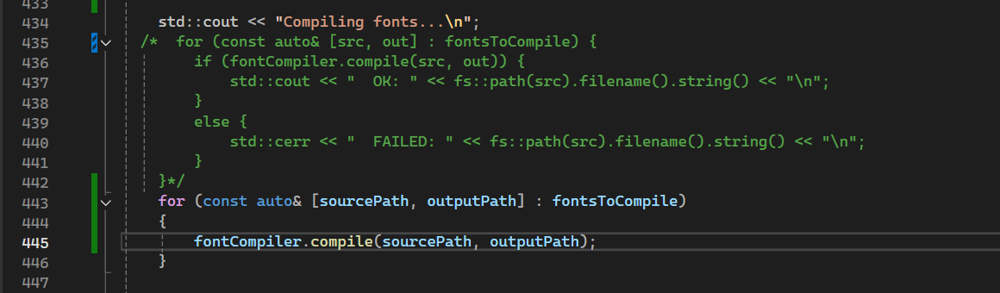 433
434 std::cout << "Compiling fonts...\n";
435 /*  for (const auto& [src, out] : fontsToCompile) {
436 if (fontCompiler.compile(src, out)) {
437 std::cout << "  OK: " << fs::path(src).filename().string() << "\n";
438 }
439 else {
440 std::cerr << "  FAILED: " << fs::path(src).filename().string() << "\n";
441 }
442 }*/
443 for (const auto& [sourcePath, outputPath] : fontsToCompile)
444 {
445 fontCompiler.compile(sourcePath, outputPath);
446 }
447